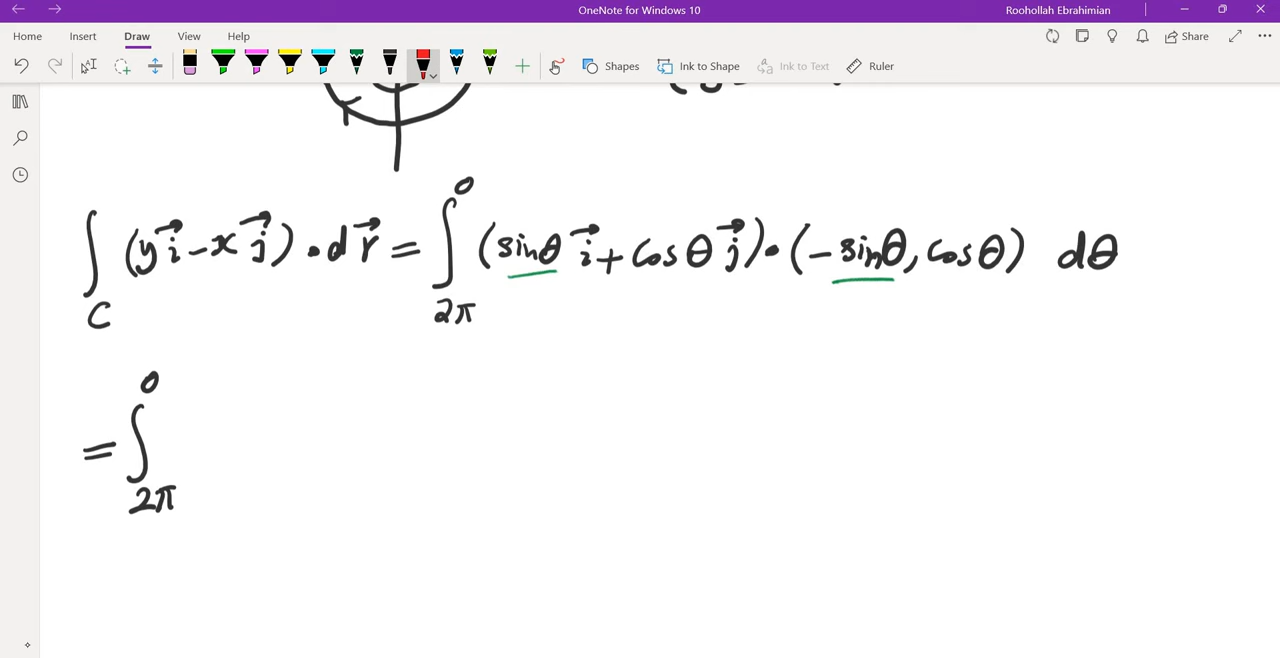 OneNote for Windows 10
Roohollah Ebrahimian
Home Insert Draw View Help
Share
Shapes Ink to Shape Ink to Text Ruler
∫_C (y i⃗ - x j⃗) • d r⃗ = ∫_{2π}^{0} (sinθ i⃗ + cosθ j⃗) • (-sinθ, cosθ) dθ
= ∫_{2π}^{0}